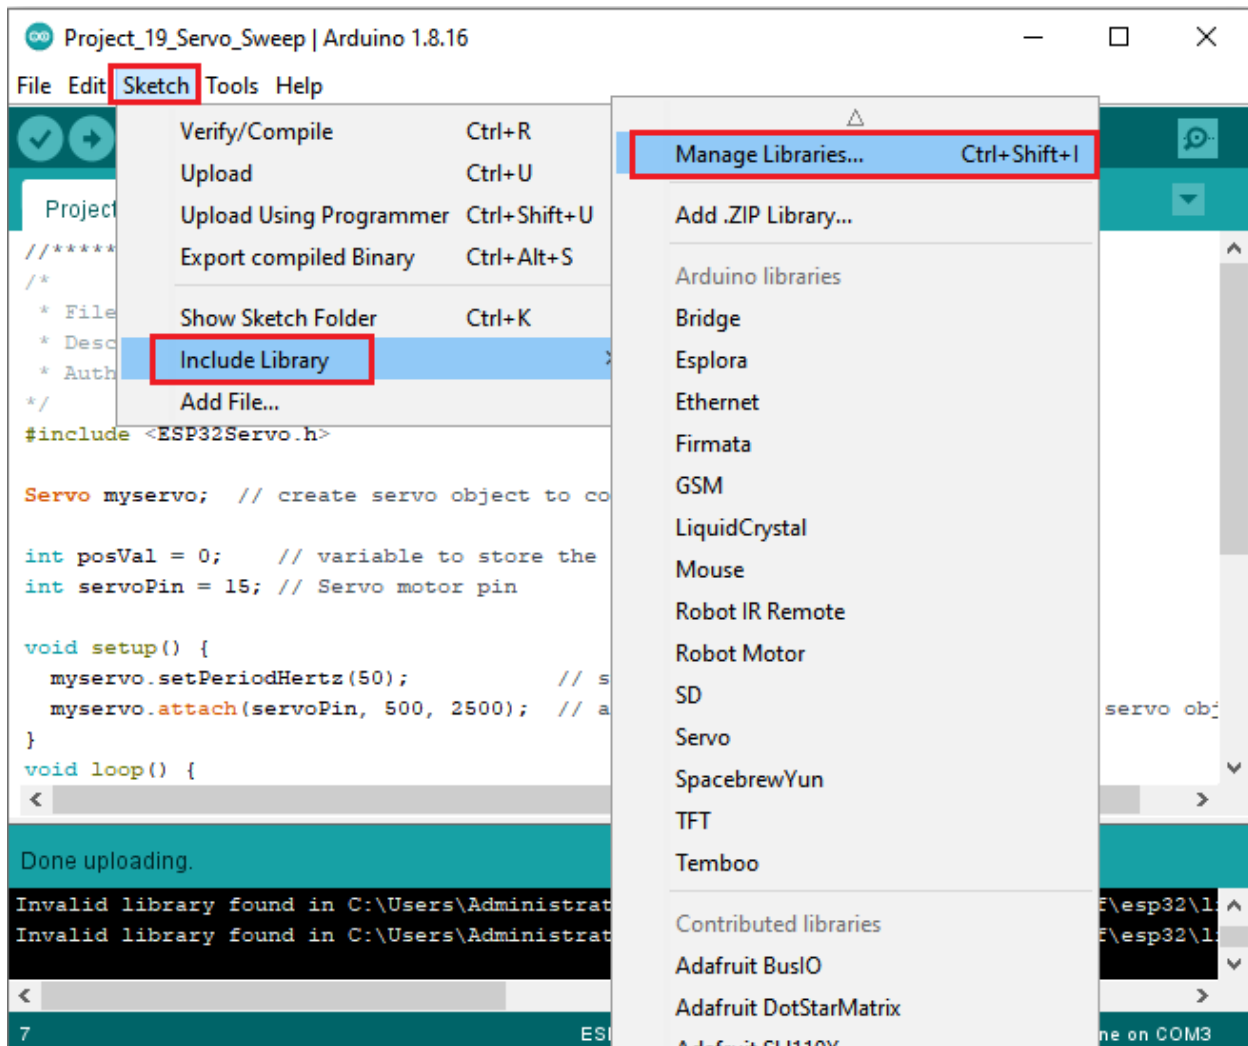 Project_19_Servo_Sweep | Arduino 1.8.16
File Edit Sketch Tools Help
Verify/Compile Ctrl+R
Upload Ctrl+U
Upload Using Programmer Ctrl+Shift+U
Export compiled Binary Ctrl+Alt+S
Show Sketch Folder Ctrl+K
Include Library
Add File...
Manage Libraries... Ctrl+Shift+I
Add .ZIP Library...
Arduino libraries
Bridge
Esplora
Ethernet
Firmata
GSM
LiquidCrystal
Mouse
Robot IR Remote
Robot Motor
SD
Servo
SpacebrewYun
TFT
Temboo
Contributed libraries
Adafruit BusIO
Adafruit DotStarMatrix
Adafruit SH110X
Project
//*****
/*
* File
* Desc
* Auth
*/
#include <ESP32Servo.h>
Servo myservo;  // create servo object to co
int posVal = 0;    // variable to store the
int servoPin = 15; // Servo motor pin
void setup() {
myservo.setPeriodHertz(50);           // s
myservo.attach(servoPin, 500, 2500);  // a servo obj
}
void loop() {
Done uploading.
Invalid library found in C:\Users\Administrat f\esp32\li
Invalid library found in C:\Users\Administrat f\esp32\li
7 ESI ne on COM3